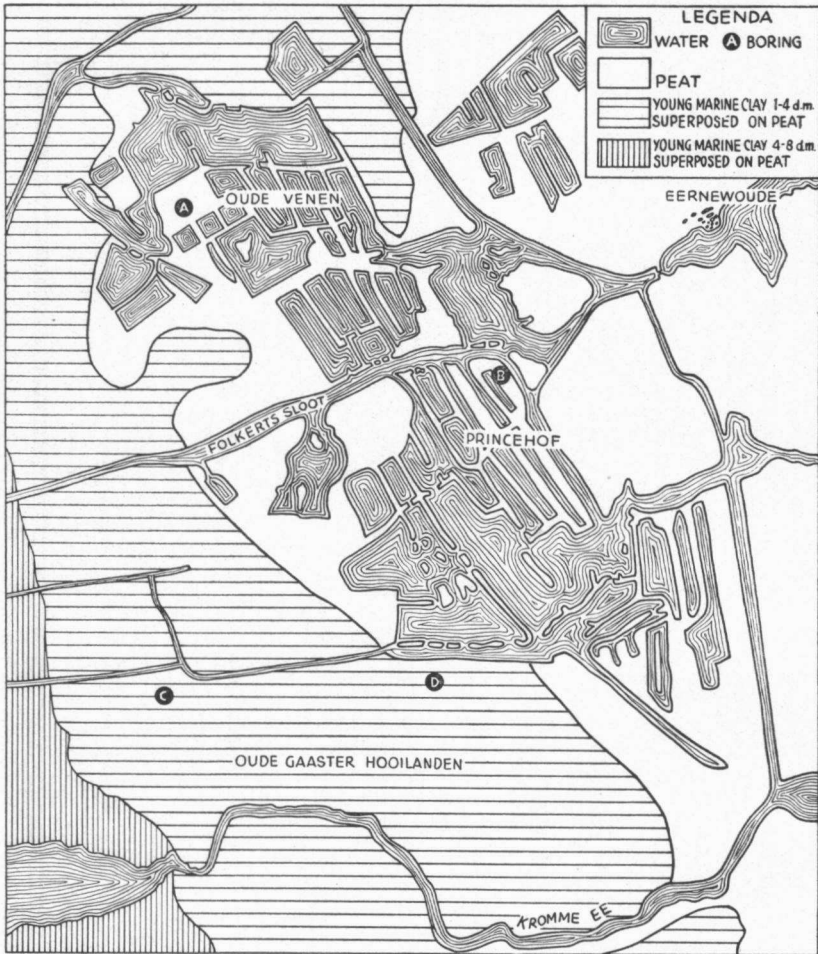 LEGENDA
WATER A BORING
PEAT
YOUNG MARINE CLAY 1-4 d.m.
SUPERPOSED ON PEAT
YOUNG MARINE CLAY 4-8 d.m.
SUPERPOSED ON PEAT
EERNEWOUDE
A
OUDE VENEN
B
FOLKERTS SLOOT
PRINCEHOF
C
D
OUDE GAASTER HOOILANDEN
KROMME EE